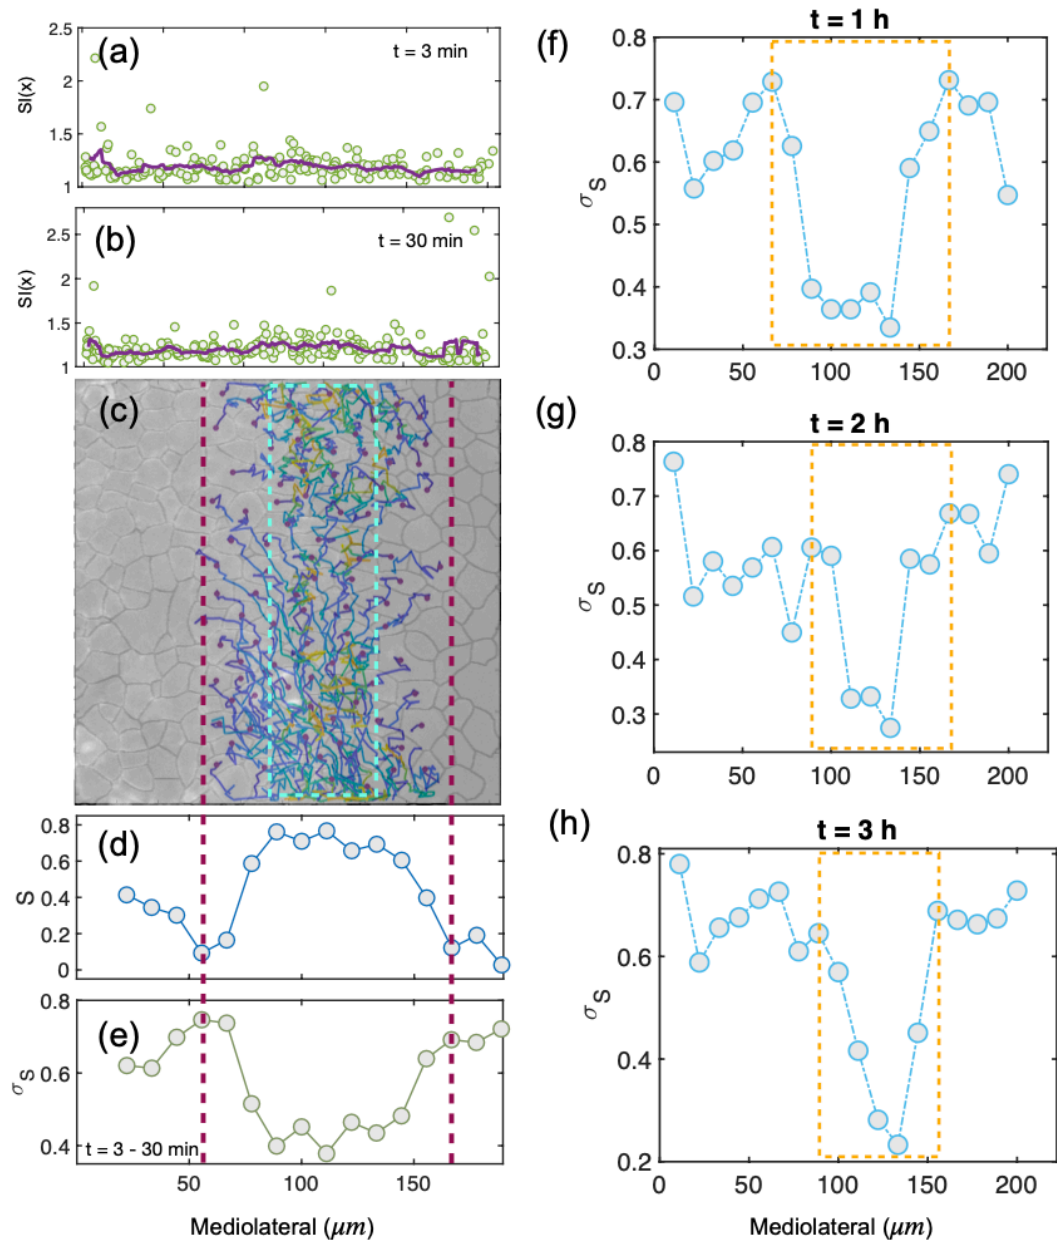 (a)
t = 3 min
2.5
2
1.5
1
SI(x)
(b)
t = 30 min
2.5
2
1.5
1
SI(x)
(c)
(d)
0.8
0.6
0.4
0.2
0
S
(e)
0.8
0.6
0.4
σS
t = 3 - 30 min
50 100 150
Mediolateral (μm)
(f)
t = 1 h
0.8
0.7
0.6
0.5
0.4
0.3
σS
0 50 100 150 200
(g)
t = 2 h
0.8
0.7
0.6
0.5
0.4
0.3
σS
0 50 100 150 200
(h)
t = 3 h
0.8
0.6
0.4
0.2
σS
0 50 100 150 200
Mediolateral (μm)